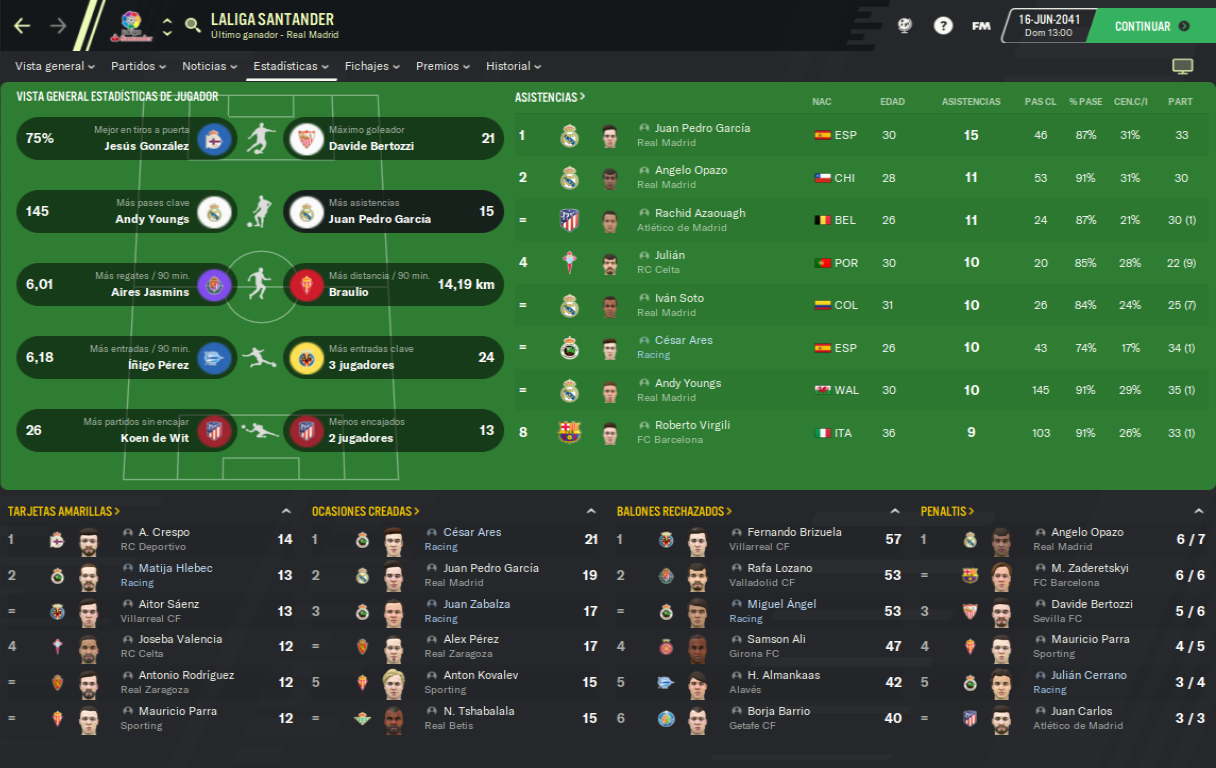 LALIGA SANTANDER
Último ganador - Real Madrid
?
FM
16-JUN-2041
Dom 13:00
CONTINUAR
Vista general Partidos Noticias Estadísticas Fichajes Premios Historial
VISTA GENERAL ESTADÍSTICAS DE JUGADOR
75% Mejor en tiros a puerta Máximo goleador 21
Jesús González Davide Bertozzi
145 Más pases clave Más asistencias 15
Andy Youngs Juan Pedro García
6,01 Más regates / 90 min. Más distancia / 90 min. 14,19 km
Aires Jasmins Braulio
6,18 Más entradas / 90 min. Más entradas clave 24
Íñigo Pérez 3 jugadores
26 Más partidos sin encajar Menos encajados 13
Koen de Wit 2 jugadores
ASISTENCIAS > NAC EDAD ASISTENCIAS PAS CL % PASE CEN.C/I PART
1 Juan Pedro García ESP 30 15 46 87% 31% 33
Real Madrid
2 Angelo Opazo CHI 28 11 53 91% 31% 30
Real Madrid
= Rachid Azaouagh BEL 26 11 24 87% 21% 30 (1)
Atlético de Madrid
4 Julián POR 30 10 20 85% 28% 22 (9)
RC Celta
= Iván Soto COL 31 10 26 84% 24% 25 (7)
Real Madrid
= César Ares ESP 26 10 43 74% 17% 34 (1)
Racing
= Andy Youngs WAL 30 10 145 91% 29% 35 (1)
Real Madrid
8 Roberto Virgili ITA 36 9 103 91% 26% 33 (1)
FC Barcelona
TARJETAS AMARILLAS >
1 A. Crespo 14
RC Deportivo
2 Matija Hlebec 13
Racing
= Aitor Sáenz 13
Villarreal CF
4 Joseba Valencia 12
RC Celta
= Antonio Rodríguez 12
Real Zaragoza
= Mauricio Parra 12
Sporting
OCASIONES CREADAS >
1 César Ares 21
Racing
2 Juan Pedro García 19
Real Madrid
3 Juan Zabalza 17
Racing
= Alex Pérez 17
Real Zaragoza
5 Anton Kovalev 15
Sporting
= N. Tshabalala 15
Real Betis
BALONES RECHAZADOS >
1 Fernando Brizuela 57
Villarreal CF
2 Rafa Lozano 53
Valladolid CF
= Miguel Ángel 53
Racing
4 Samson Ali 47
Girona FC
5 H. Almankaas 42
Alavés
6 Borja Barrio 40
Getafe CF
PENALTIS >
1 Angelo Opazo 6 / 7
Real Madrid
= M. Zaderetskyi 6 / 6
FC Barcelona
3 Davide Bertozzi 5 / 6
Sevilla FC
4 Mauricio Parra 4 / 5
Sporting
5 Julián Cerrano 3 / 4
Racing
= Juan Carlos 3 / 3
Atlético de Madrid